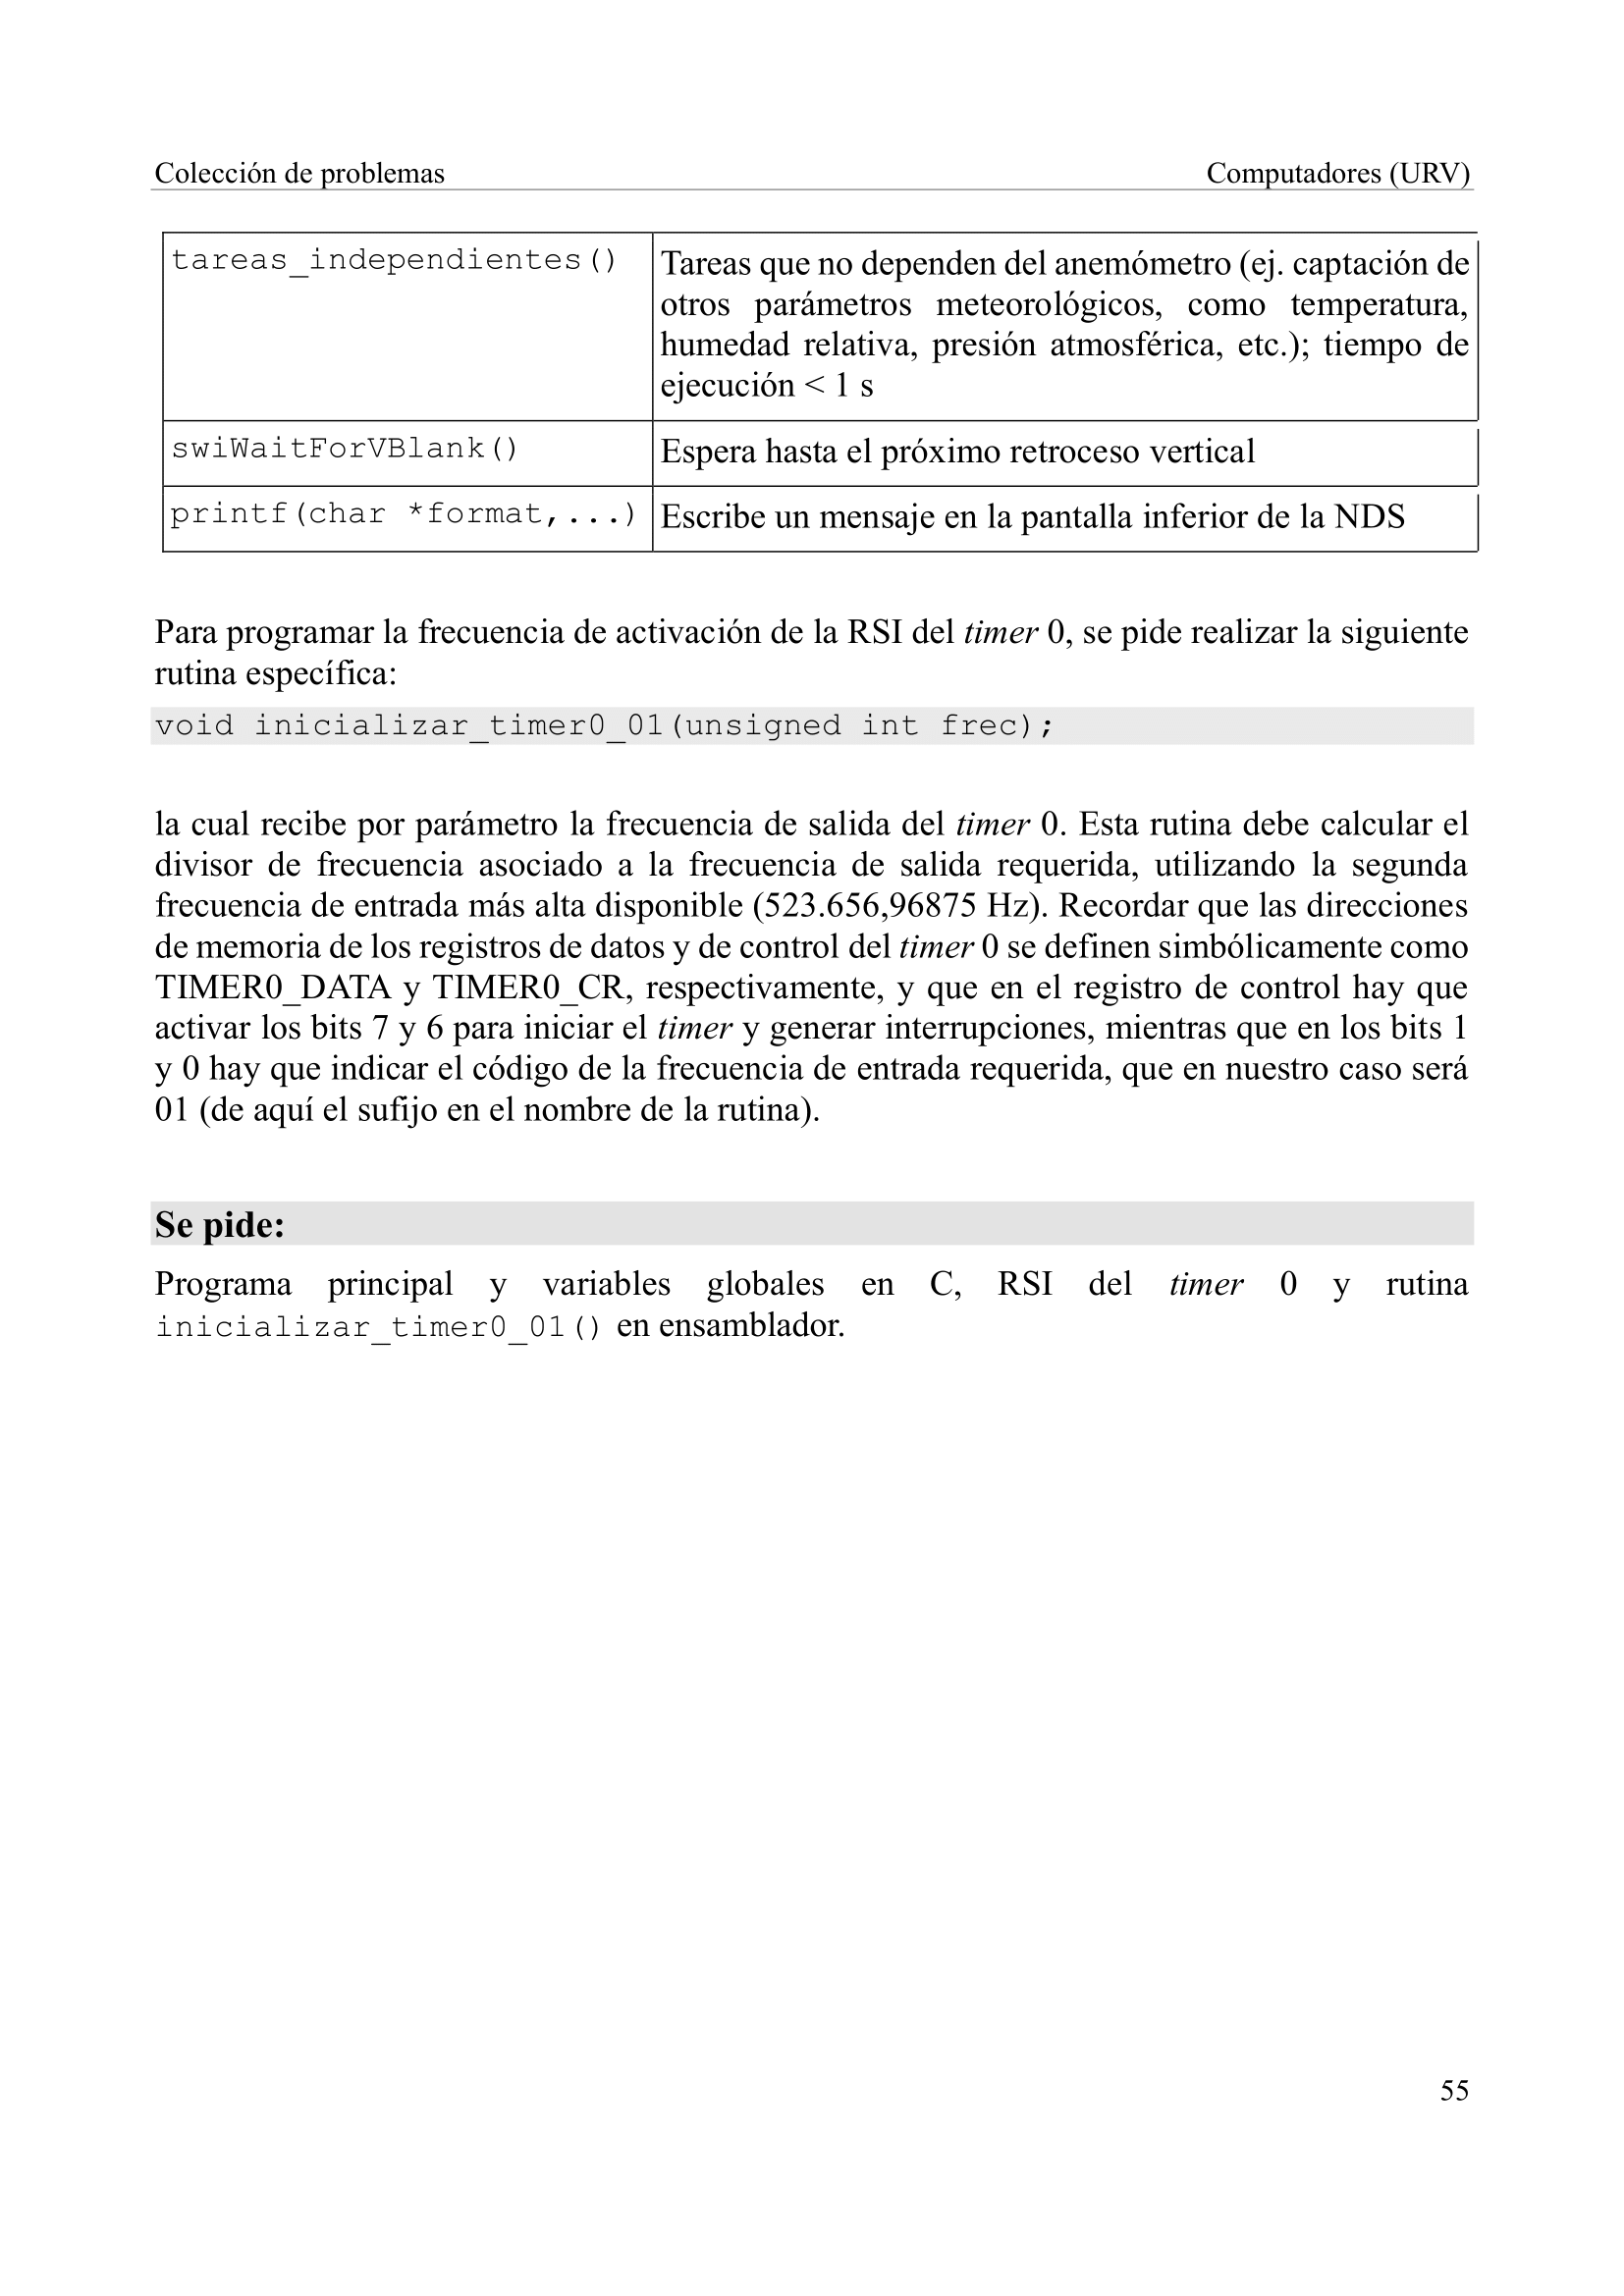 Colección de problemas Computadores (URV)
tareas_independientes() Tareas que no dependen del anemómetro (ej. captación de
otros parámetros meteorológicos, como temperatura,
humedad relativa, presión atmosférica, etc.); tiempo de
ejecución < 1 s
swiWaitForVBlank() Espera hasta el próximo retroceso vertical
printf(char *format,...) Escribe un mensaje en la pantalla inferior de la NDS
Para programar la frecuencia de activación de la RSI del timer 0, se pide realizar la siguiente
rutina específica:
void inicializar_timer0_01(unsigned int frec);
la cual recibe por parámetro la frecuencia de salida del timer 0. Esta rutina debe calcular el
divisor de frecuencia asociado a la frecuencia de salida requerida, utilizando la segunda
frecuencia de entrada más alta disponible (523.656,96875 Hz). Recordar que las direcciones
de memoria de los registros de datos y de control del timer 0 se definen simbólicamente como
TIMER0_DATA y TIMER0_CR, respectivamente, y que en el registro de control hay que
activar los bits 7 y 6 para iniciar el timer y generar interrupciones, mientras que en los bits 1
y 0 hay que indicar el código de la frecuencia de entrada requerida, que en nuestro caso será
01 (de aquí el sufijo en el nombre de la rutina).
Se pide:
Programa principal y variables globales en C, RSI del timer 0 y rutina
inicializar_timer0_01() en ensamblador.
55